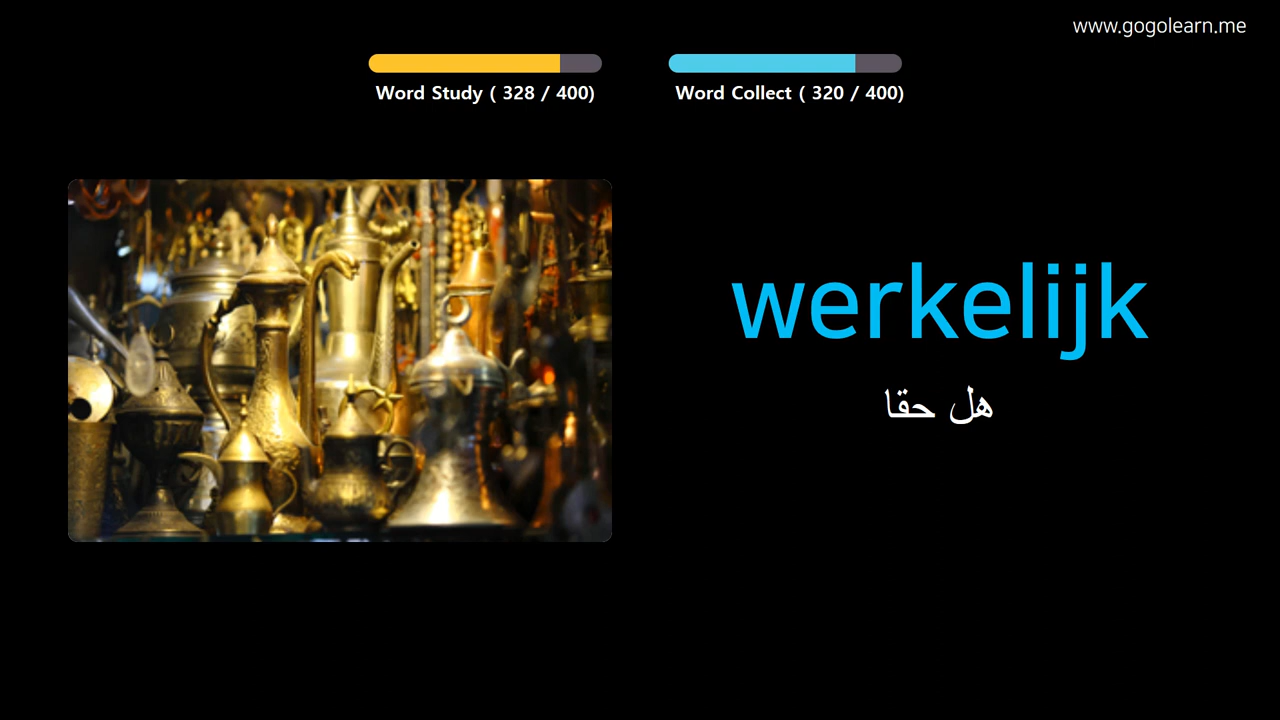 www.gogolearn.me
Word Study ( 328 / 400)
Word Collect ( 320 / 400)
werkelijk
هل حقا